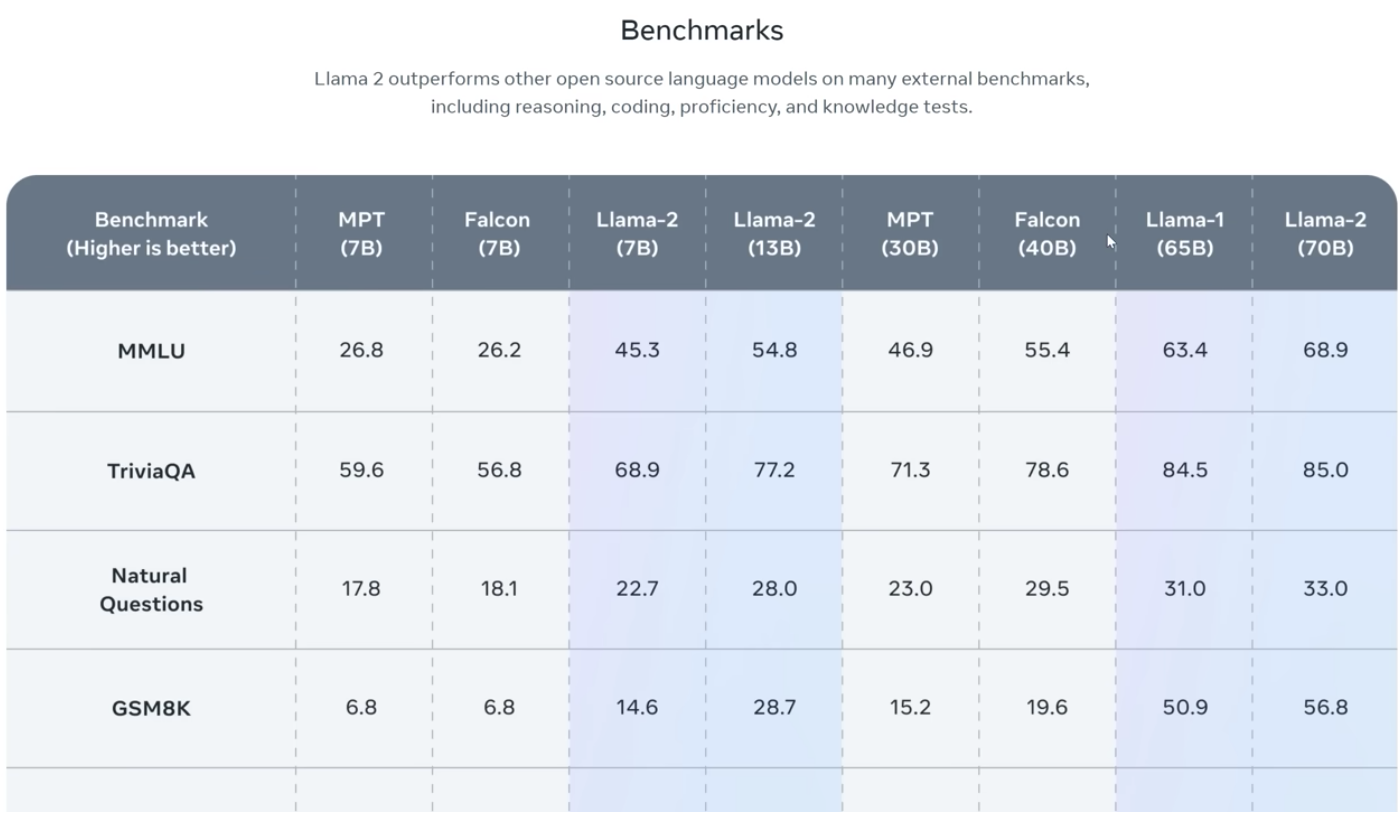 Benchmarks
Llama 2 outperforms other open source language models on many external benchmarks,
including reasoning, coding, proficiency, and knowledge tests.
Benchmark (Higher is better) MPT (7B) Falcon (7B) Llama-2 (7B) Llama-2 (13B) MPT (30B) Falcon (40B) Llama-1 (65B) Llama-2 (70B)
MMLU 26.8 26.2 45.3 54.8 46.9 55.4 63.4 68.9
TriviaQA 59.6 56.8 68.9 77.2 71.3 78.6 84.5 85.0
Natural Questions 17.8 18.1 22.7 28.0 23.0 29.5 31.0 33.0
GSM8K 6.8 6.8 14.6 28.7 15.2 19.6 50.9 56.8